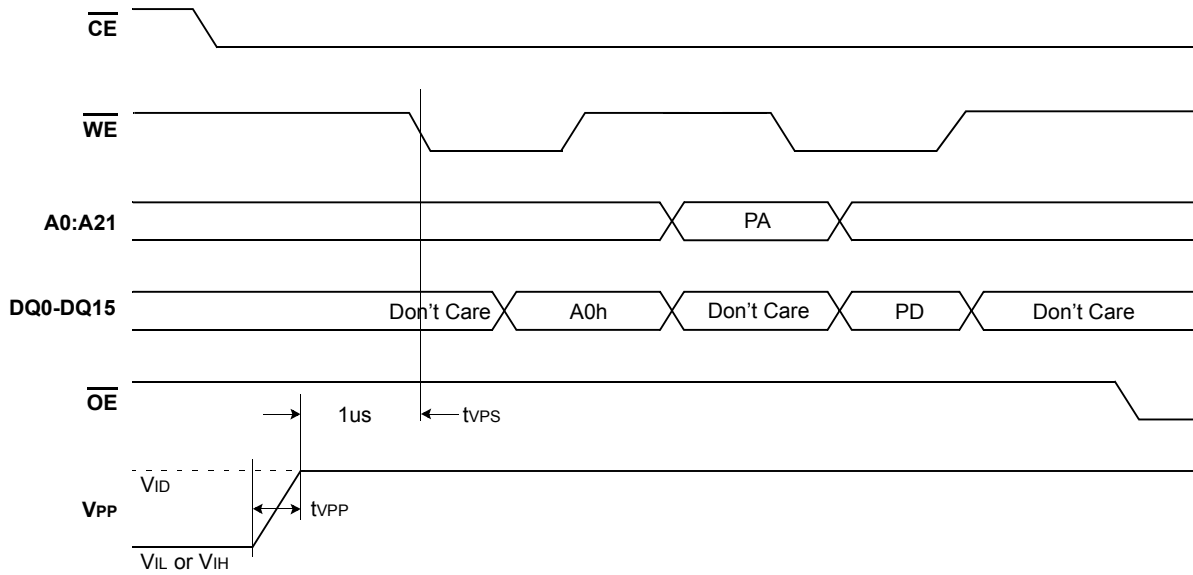 CE
WE
A0:A21
PA
DQ0-DQ15
Don't Care
A0h
Don't Care
PD
Don't Care
OE
1us
tVPS
VID
VPP
tVPP
VIL or VIH